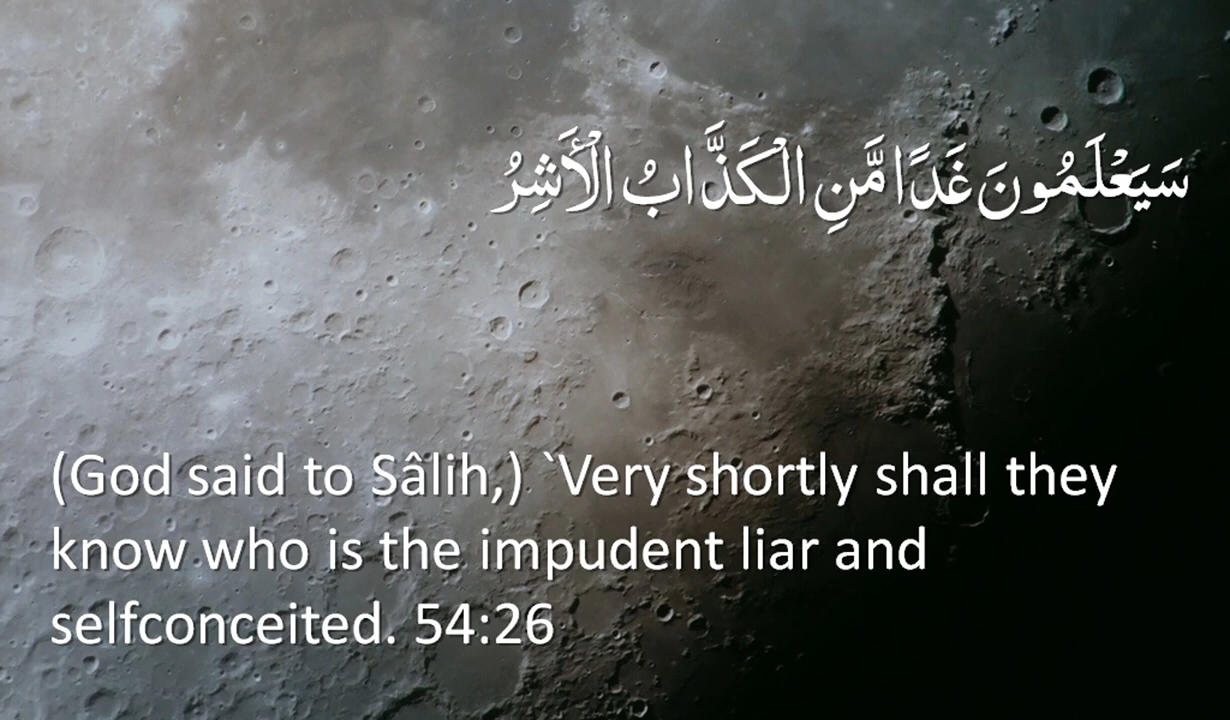 سَيَعْلَمُونَ غَدًا مَّنِ الْكَذَّابُ الْأَشِرُ
(God said to Sâlih,) `Very shortly shall they
know who is the impudent liar and
selfconceited. 54:26